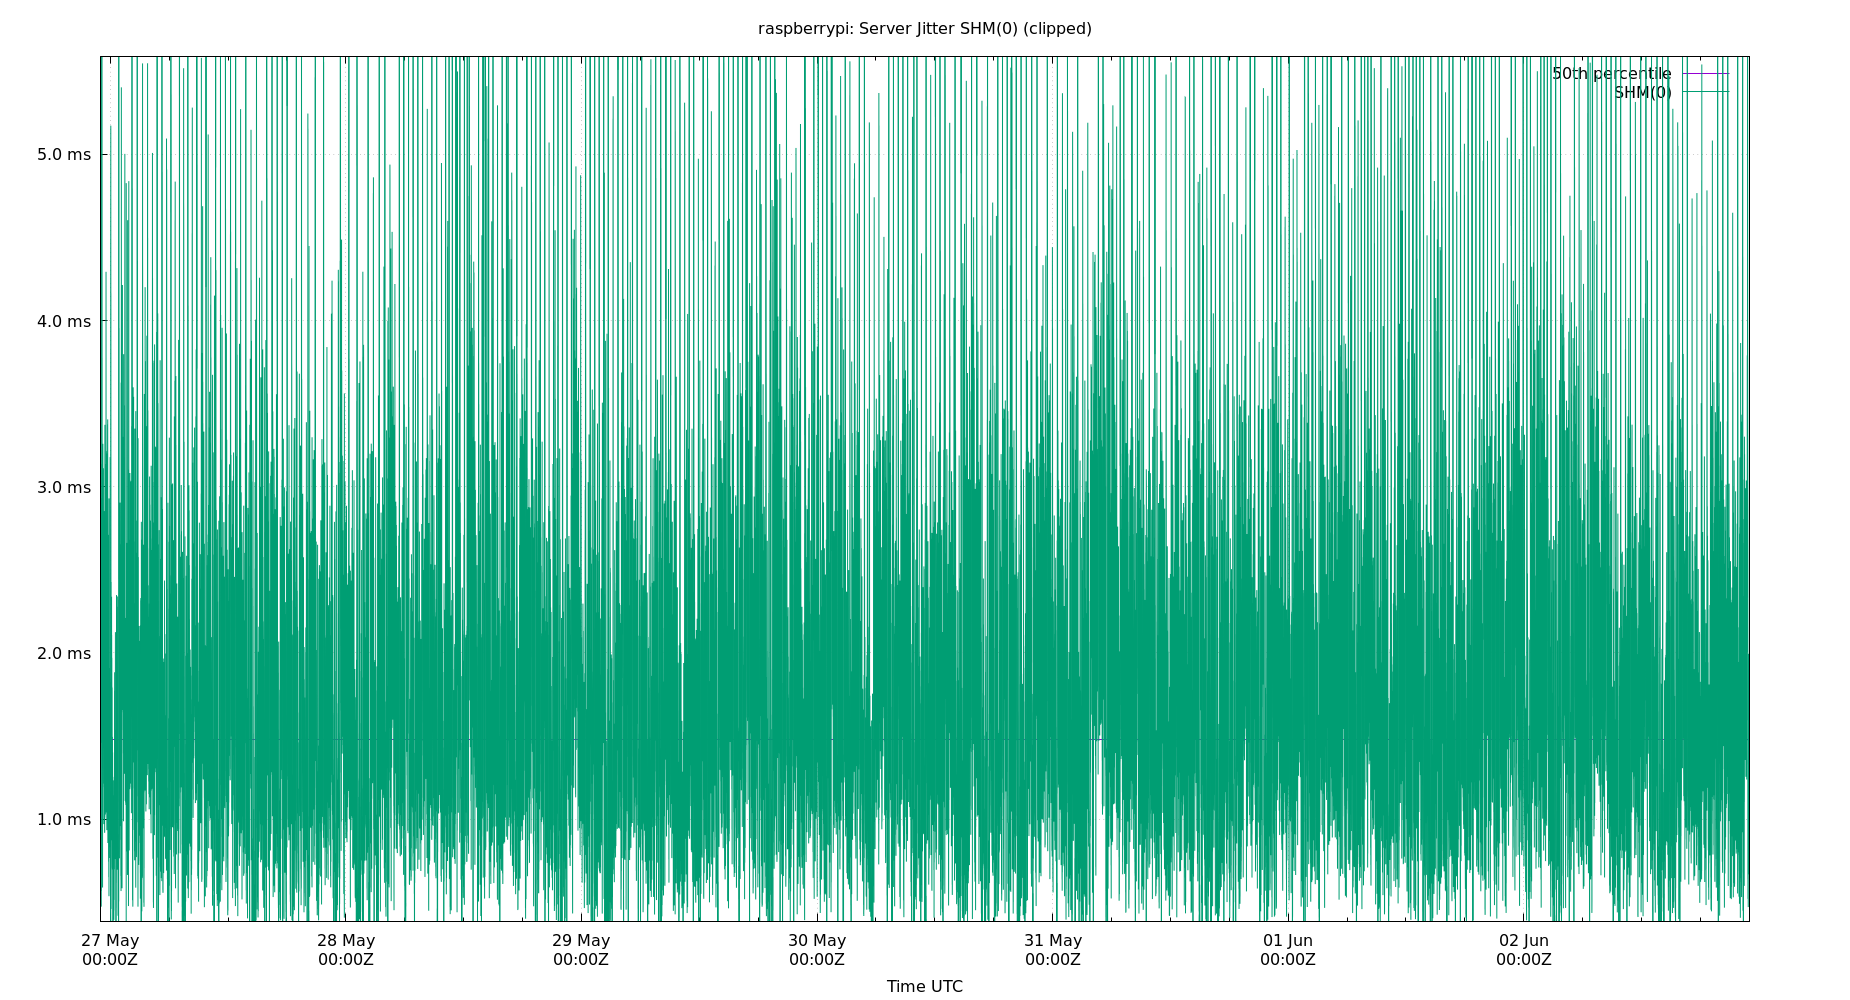 raspberrypi: Server Jitter SHM(0) (clipped)
50th percentile
SHM(0)
5.0 ms
4.0 ms
3.0 ms
2.0 ms
1.0 ms
27 May 28 May 29 May 30 May 31 May 01 Jun 02 Jun
00:00Z 00:00Z 00:00Z 00:00Z 00:00Z 00:00Z 00:00Z
Time UTC